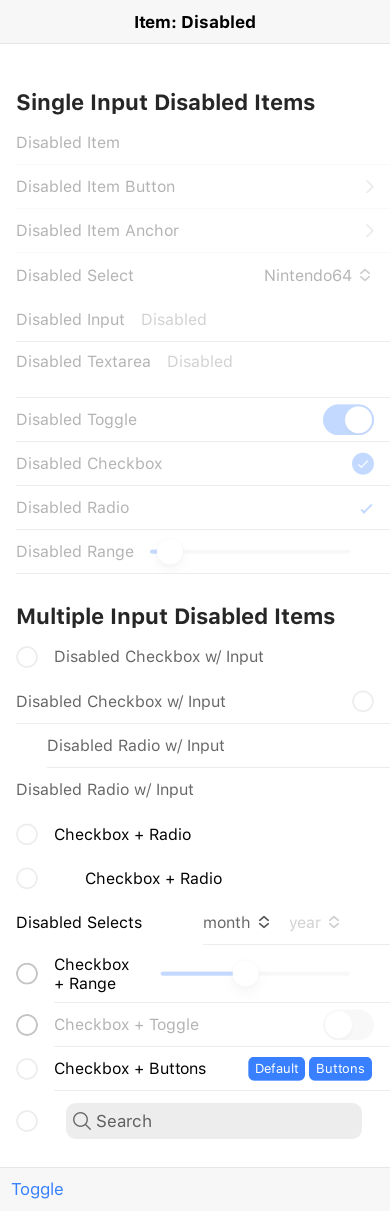 Item: Disabled
Single Input Disabled Items
Disabled Item
Disabled Item Button
Disabled Item Anchor
Disabled Select Nintendo64
Disabled Input Disabled
Disabled Textarea Disabled
Disabled Toggle
Disabled Checkbox
Disabled Radio
Disabled Range
Multiple Input Disabled Items
Disabled Checkbox w/ Input
Disabled Checkbox w/ Input
Disabled Radio w/ Input
Disabled Radio w/ Input
Checkbox + Radio
Checkbox + Radio
Disabled Selects month year
Checkbox
+ Range
Checkbox + Toggle
Checkbox + Buttons Default Buttons
Search
Toggle